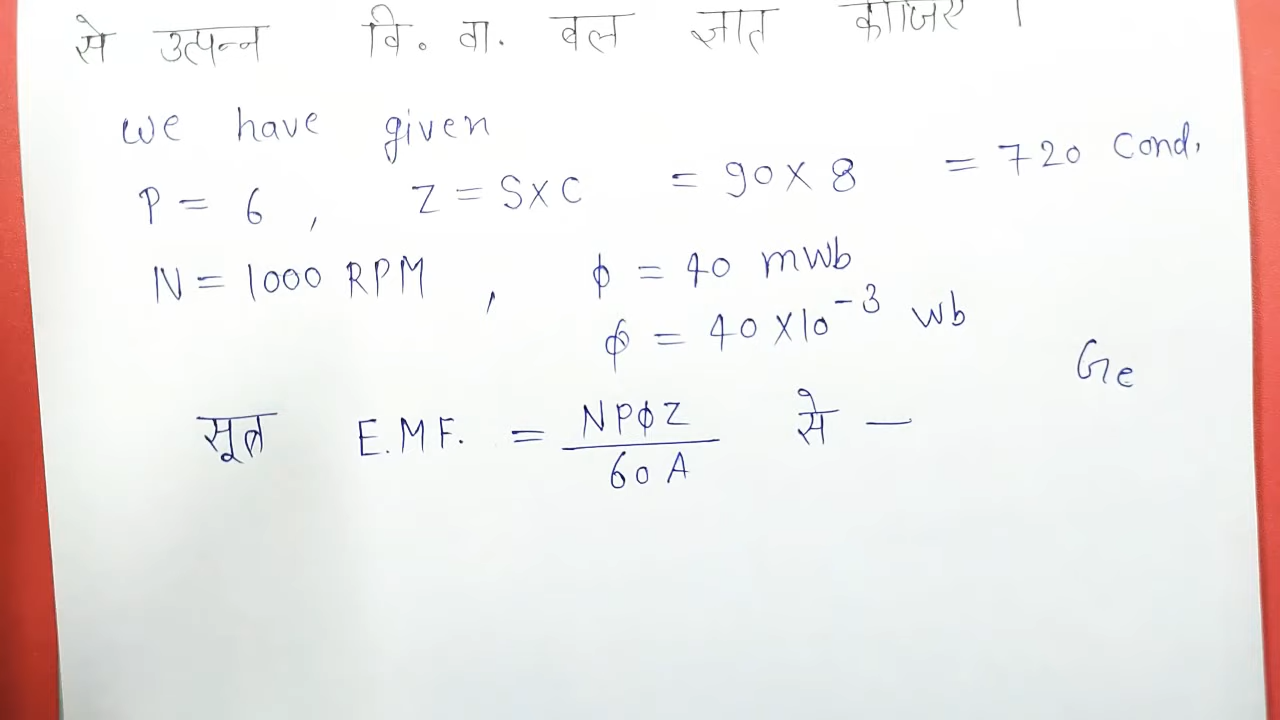 से उत्पन्न वि. वा. बल ज्ञात कीजिए ।
we have given
P = 6 , Z = S×C = 90 × 8 = 720 Cond.
N = 1000 RPM , ϕ = 40 mwb
ϕ = 40 ×10⁻³ wb
Ge
सूत्र E.M.F. = NPϕZ / 60 A से —